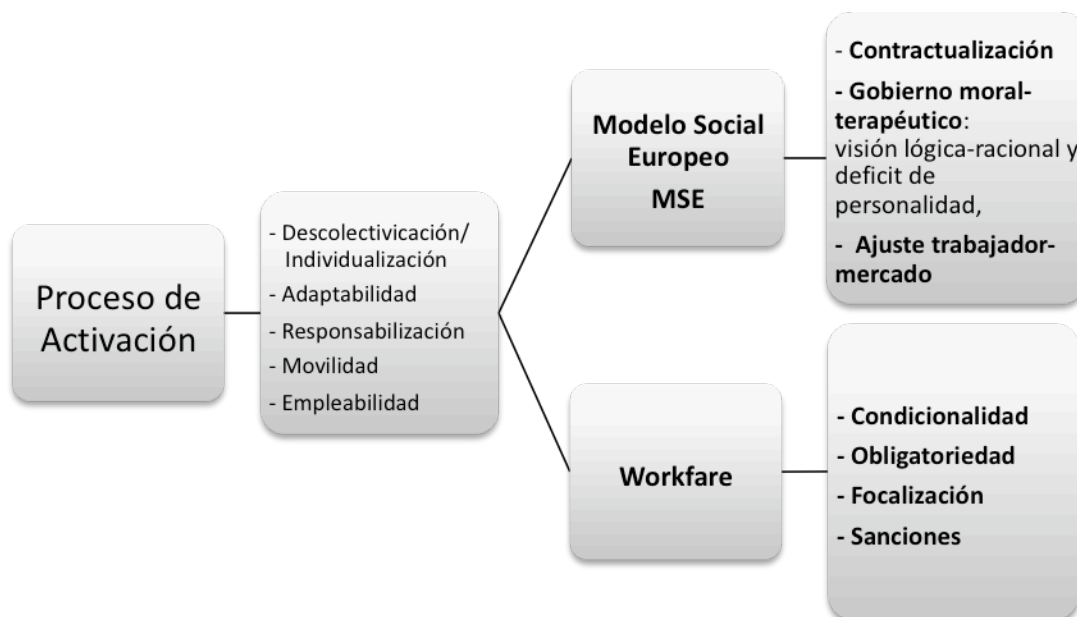 Proceso de
Activación
- Descolectivicación/
Individualización
- Adaptabilidad
- Responsabilización
- Movilidad
- Empleabilidad
Modelo Social
Europeo
MSE
- Contractualización
- Gobierno moral-
terapéutico:
visión lógica-racional y
deficit de
personalidad,
- Ajuste trabajador-
mercado
Workfare
- Condicionalidad
- Obligatoriedad
- Focalización
- Sanciones